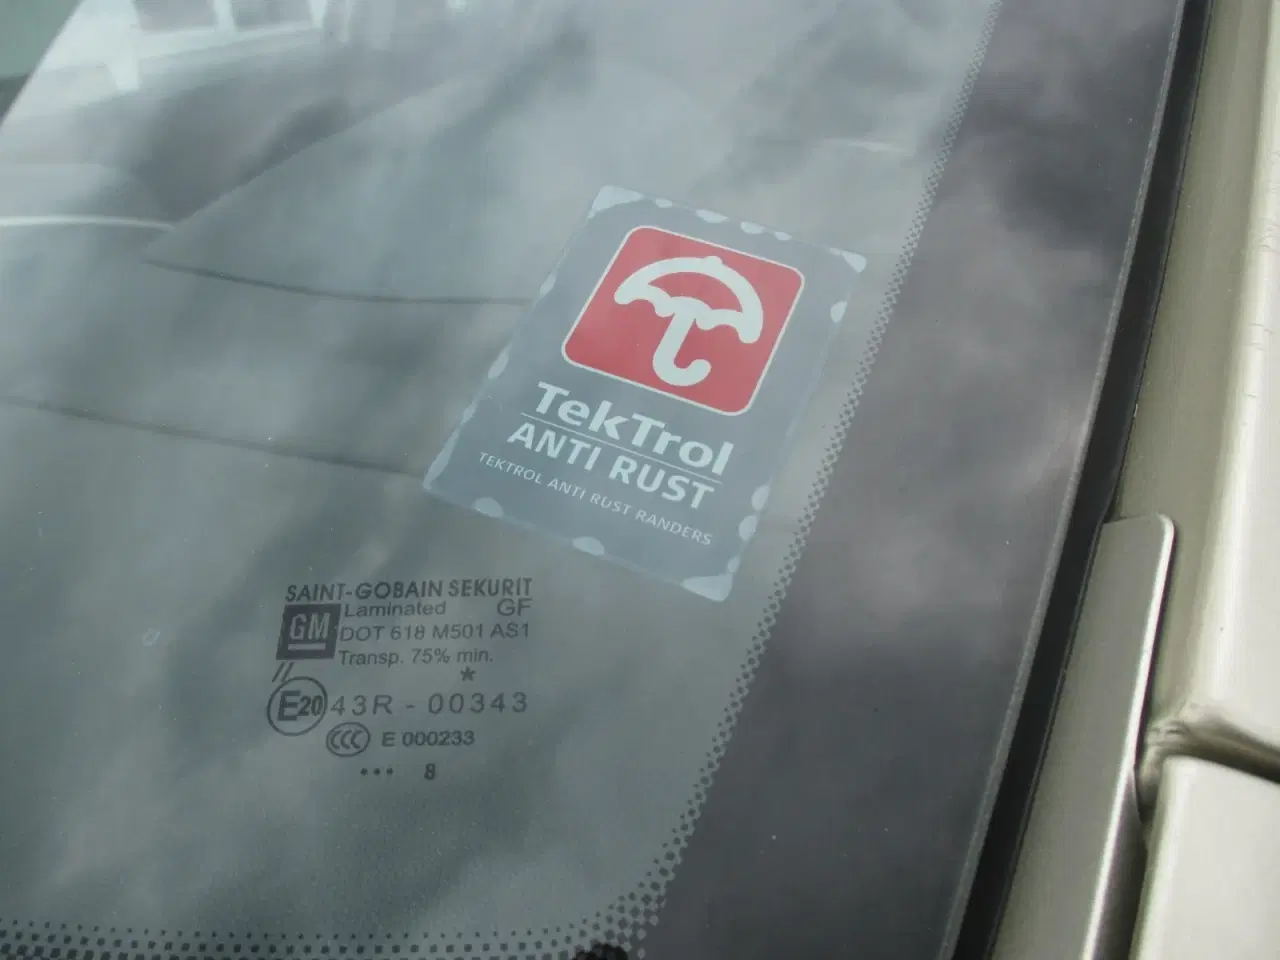 TekTrol
ANTI RUST
TEKTROL ANTI RUST RANDERS
SAINT-GOBAIN SEKURIT
GM
Laminated GF
DOT 618 M501 AS1
Transp. 75% min.
// *
E20 43R - 00343
CCC E 000233
••• 8